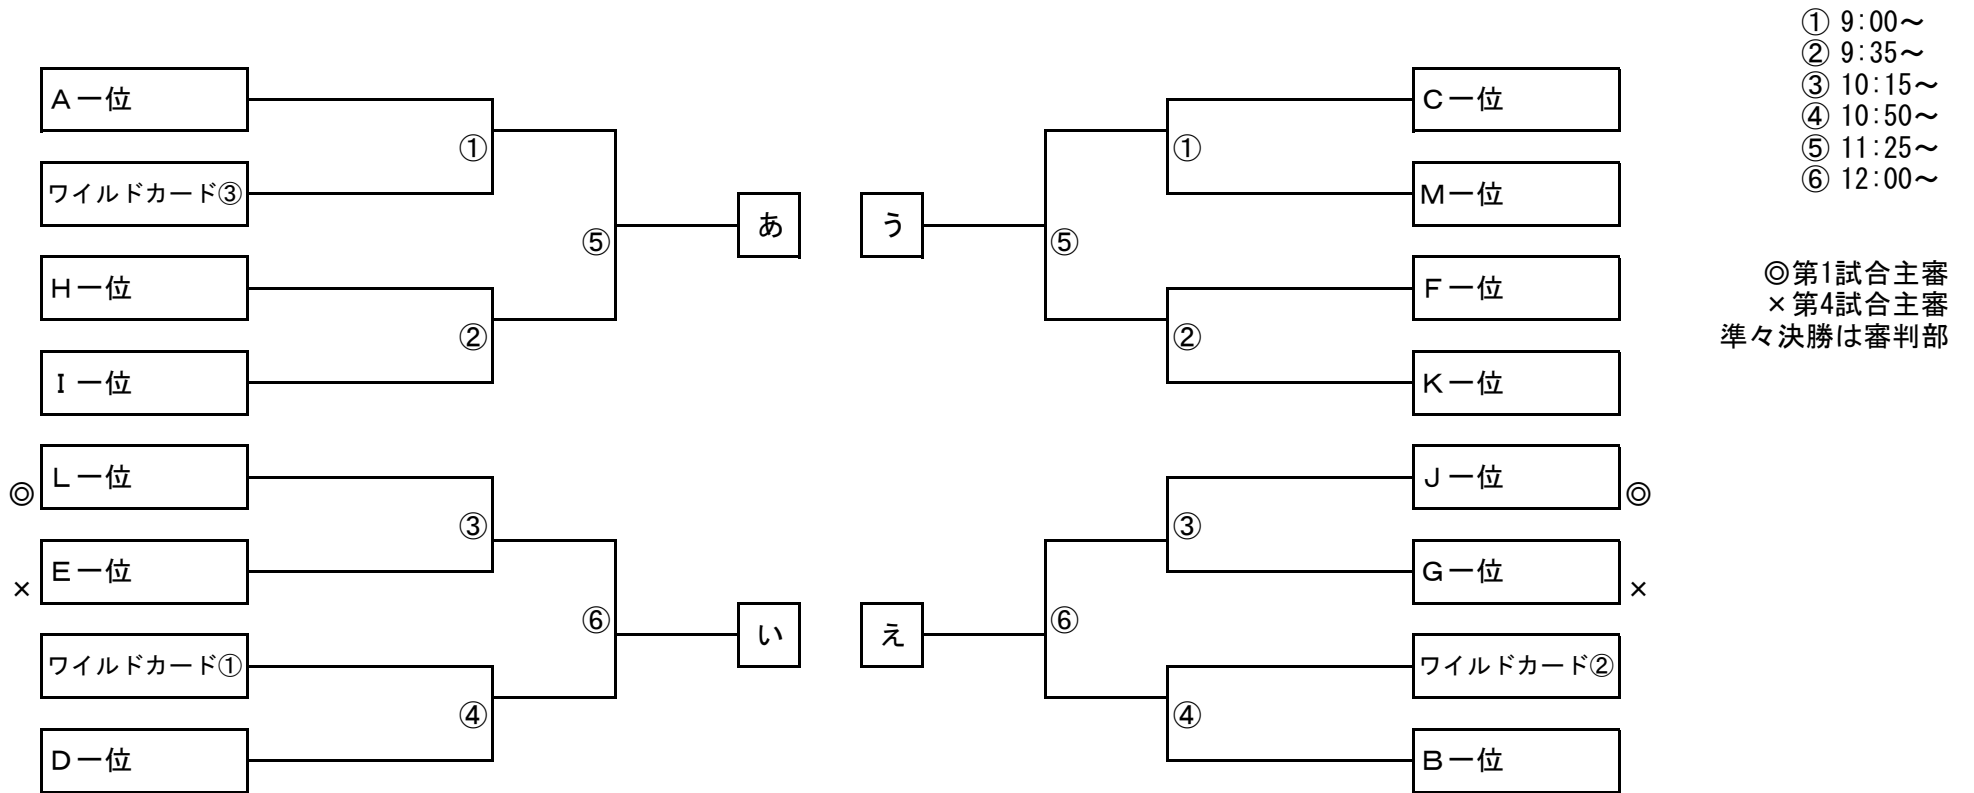 ① 9:00～
② 9:35～
③ 10:15～
④ 10:50～
⑤ 11:25～
⑥ 12:00～
◎第1試合主審
×第4試合主審
準々決勝は審判部
A一位
①
ワイルドカード③
⑤
あ
H一位
②
I一位
◎
L一位
③
×
E一位
⑥
い
ワイルドカード①
④
D一位
C一位
①
M一位
う
⑤
F一位
②
K一位
J一位
◎
③
G一位
×
え
⑥
ワイルドカード②
④
B一位